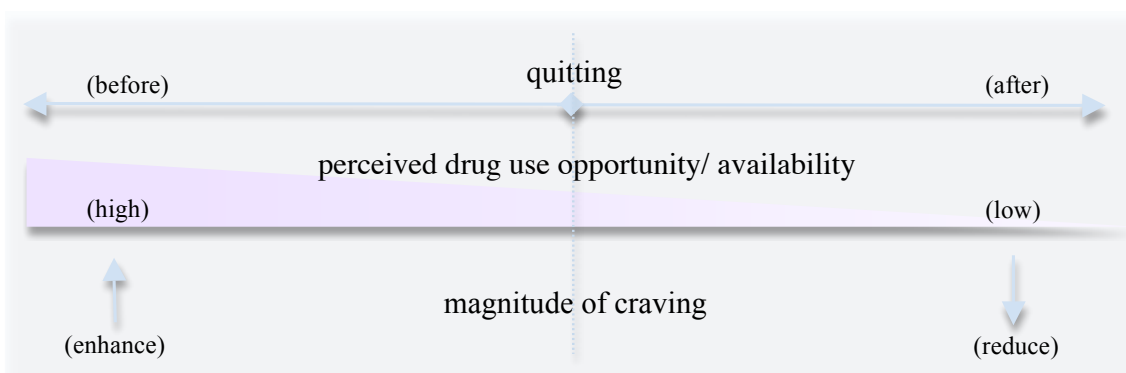 quitting
(before) (after)
perceived drug use opportunity/ availability
(high) (low)
magnitude of craving
(enhance) (reduce)